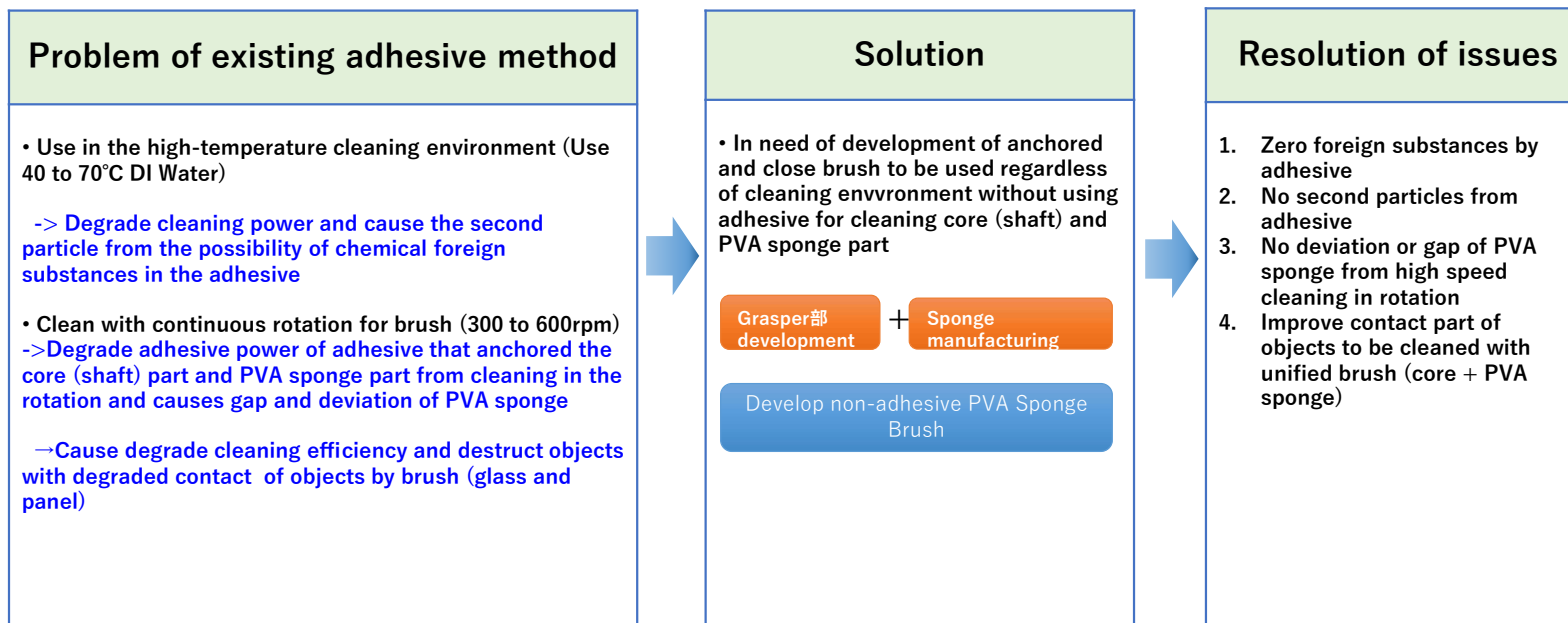 Problem of existing adhesive method
• Use in the high-temperature cleaning environment (Use
40 to 70℃ DI Water)
-> Degrade cleaning power and cause the second
particle from the possibility of chemical foreign
substances in the adhesive
• Clean with continuous rotation for brush (300 to 600rpm)
->Degrade adhesive power of adhesive that anchored the
core (shaft) part and PVA sponge part from cleaning in the
rotation and causes gap and deviation of PVA sponge
→Cause degrade cleaning efficiency and destruct objects
with degraded contact of objects by brush (glass and
panel)
Solution
• In need of development of anchored
and close brush to be used regardless
of cleaning envvronment without using
adhesive for cleaning core (shaft) and
PVA sponge part
Grasper部
development
+
Sponge
manufacturing
Develop non-adhesive PVA Sponge
Brush
Resolution of issues
1. Zero foreign substances by
adhesive
2. No second particles from
adhesive
3. No deviation or gap of PVA
sponge from high speed
cleaning in rotation
4. Improve contact part of
objects to be cleaned with
unified brush (core + PVA
sponge)